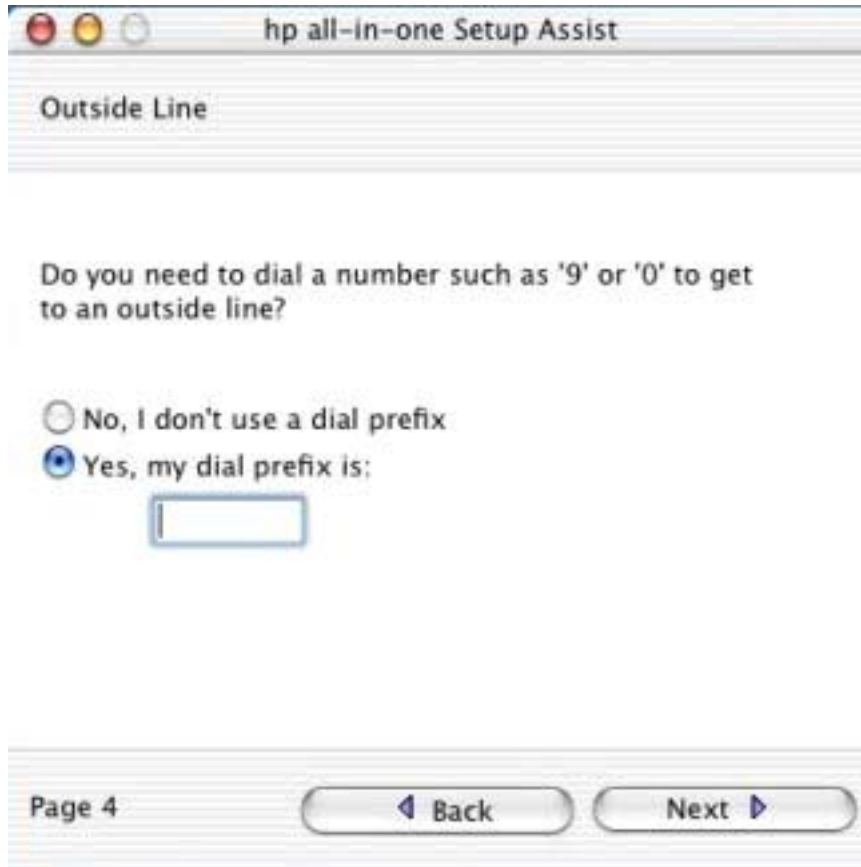 hp all-in-one Setup Assist
Outside Line
Do you need to dial a number such as '9' or '0' to get
to an outside line?
No, I don't use a dial prefix
Yes, my dial prefix is:
Page 4
Back
Next